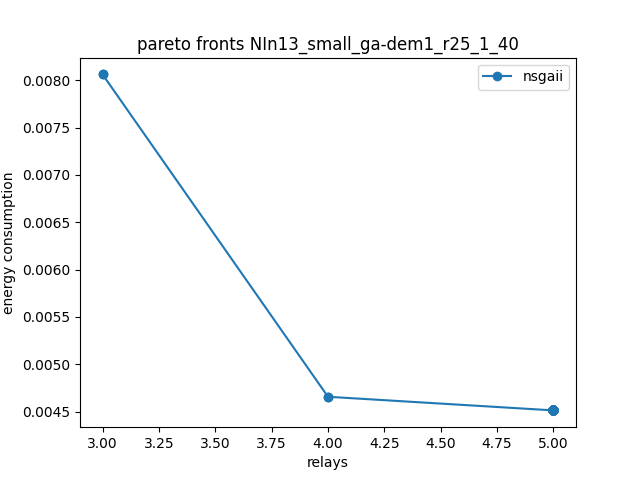 pareto fronts NIn13_small_ga-dem1_r25_1_40
nsgaii
energy consumption
0.0080
0.0075
0.0070
0.0065
0.0060
0.0055
0.0050
0.0045
3.00 3.25 3.50 3.75 4.00 4.25 4.50 4.75 5.00
relays